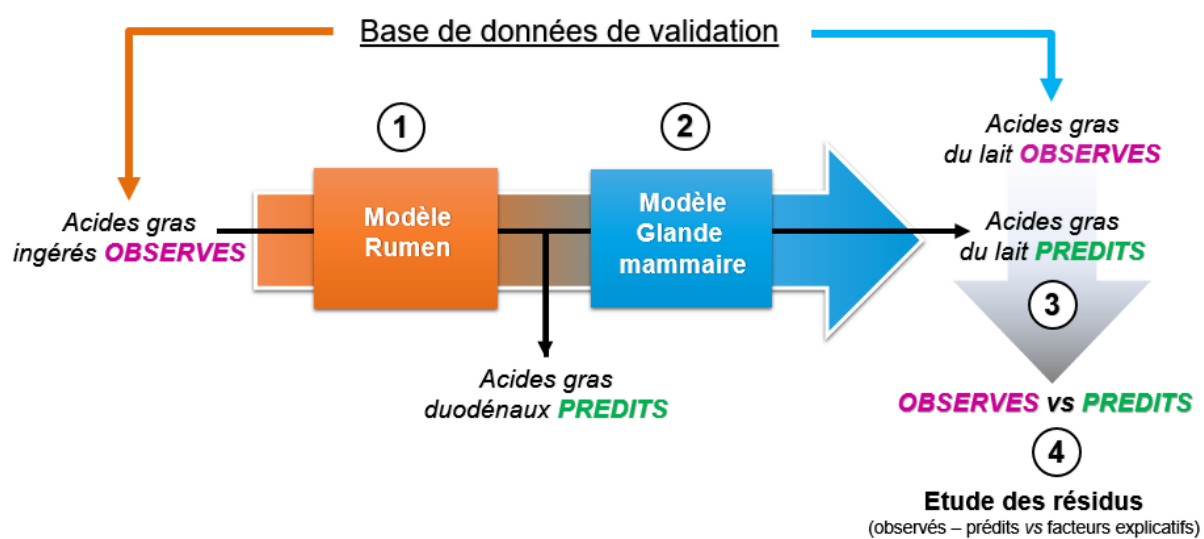 Base de données de validation
1
2
Acides gras
du lait OBSERVES
Modèle
Rumen
Modèle
Glande
mammaire
Acides gras
ingérés OBSERVES
Acides gras
du lait PREDITS
3
Acides gras
duodénaux PREDITS
OBSERVES vs PREDITS
4
Etude des résidus
(observés – prédits vs facteurs explicatifs)